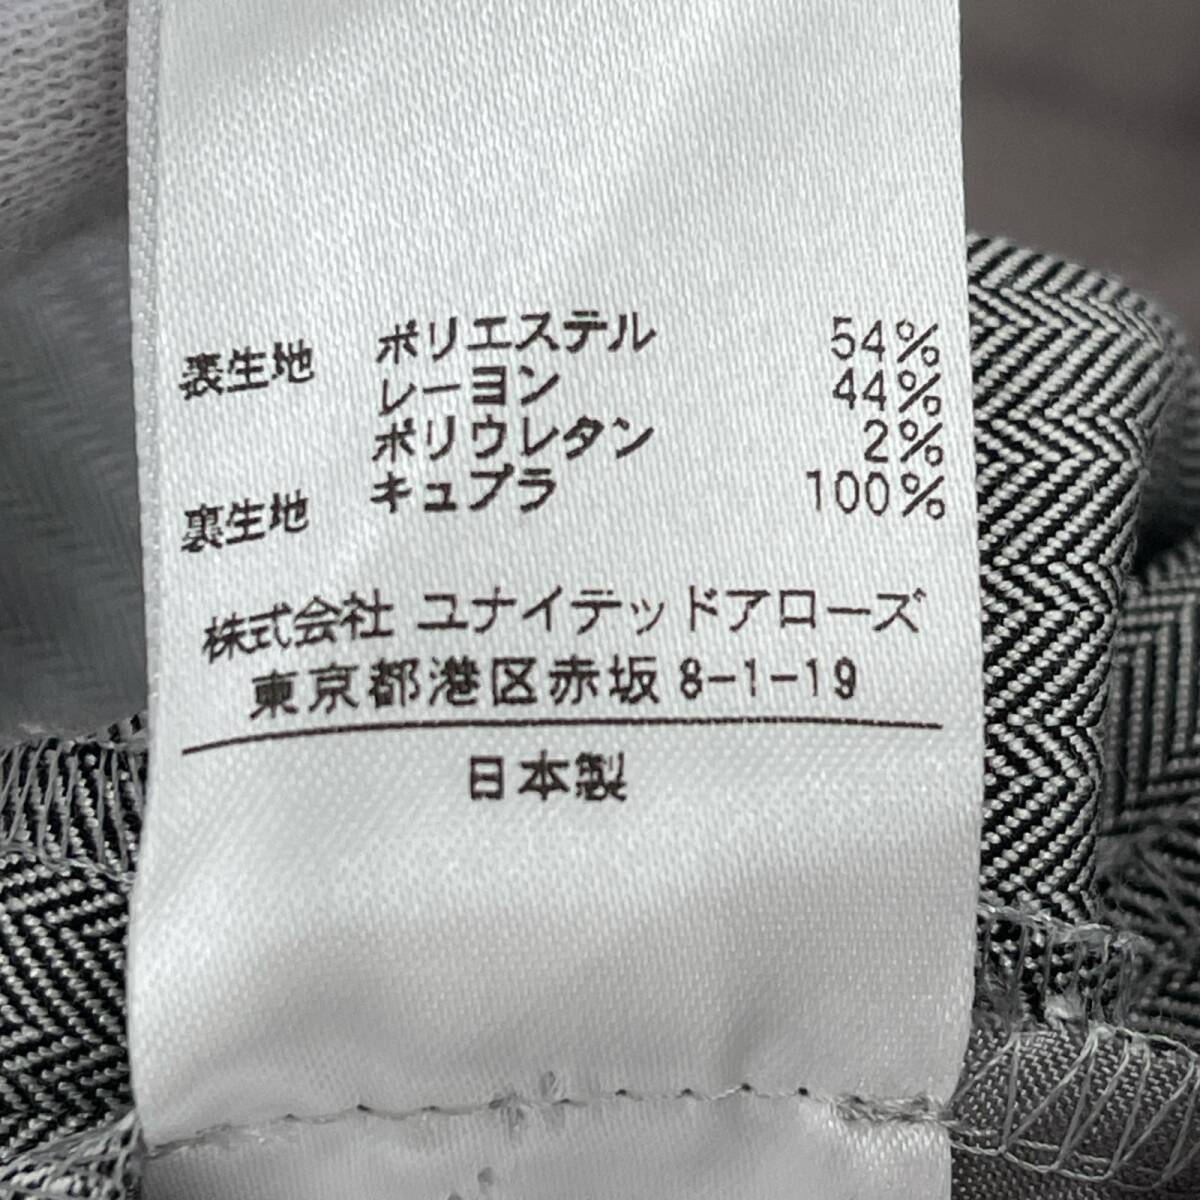 表生地 ポリエステル 54%
レーヨン 44%
ポリウレタン 2%
裏生地 キュプラ 100%
株式会社 ユナイテッドアローズ
東京都港区赤坂 8-1-19
日本製